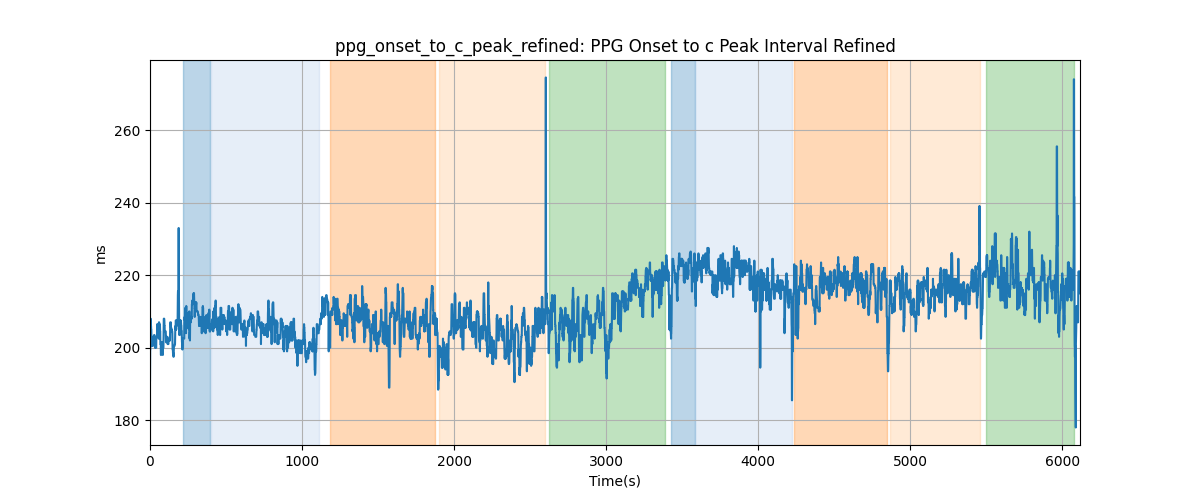 ppg_onset_to_c_peak_refined: PPG Onset to c Peak Interval Refined
260
240
220
200
180
ms
0 1000 2000 3000 4000 5000 6000
Time(s)